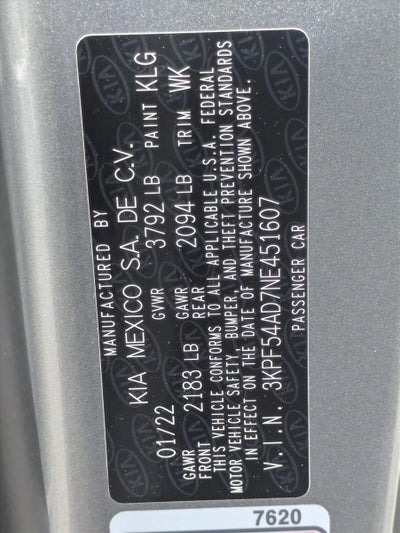 MANUFACTURED BY
KIA MEXICO S.A. DE C.V.
01/22 GVWR 3792 LB PAINT KLG
GAWR FRONT 2183 LB GAWR REAR 2094 LB TRIM WK
THIS VEHICLE CONFORMS TO ALL APPLICABLE U.S.A. FEDERAL
MOTOR VEHICLE SAFETY, BUMPER, AND THEFT PREVENTION STANDARDS
IN EFFECT ON THE DATE OF MANUFACTURE SHOWN ABOVE.
V.I.N. 3KPF54AD7NE451607
PASSENGER CAR
7620